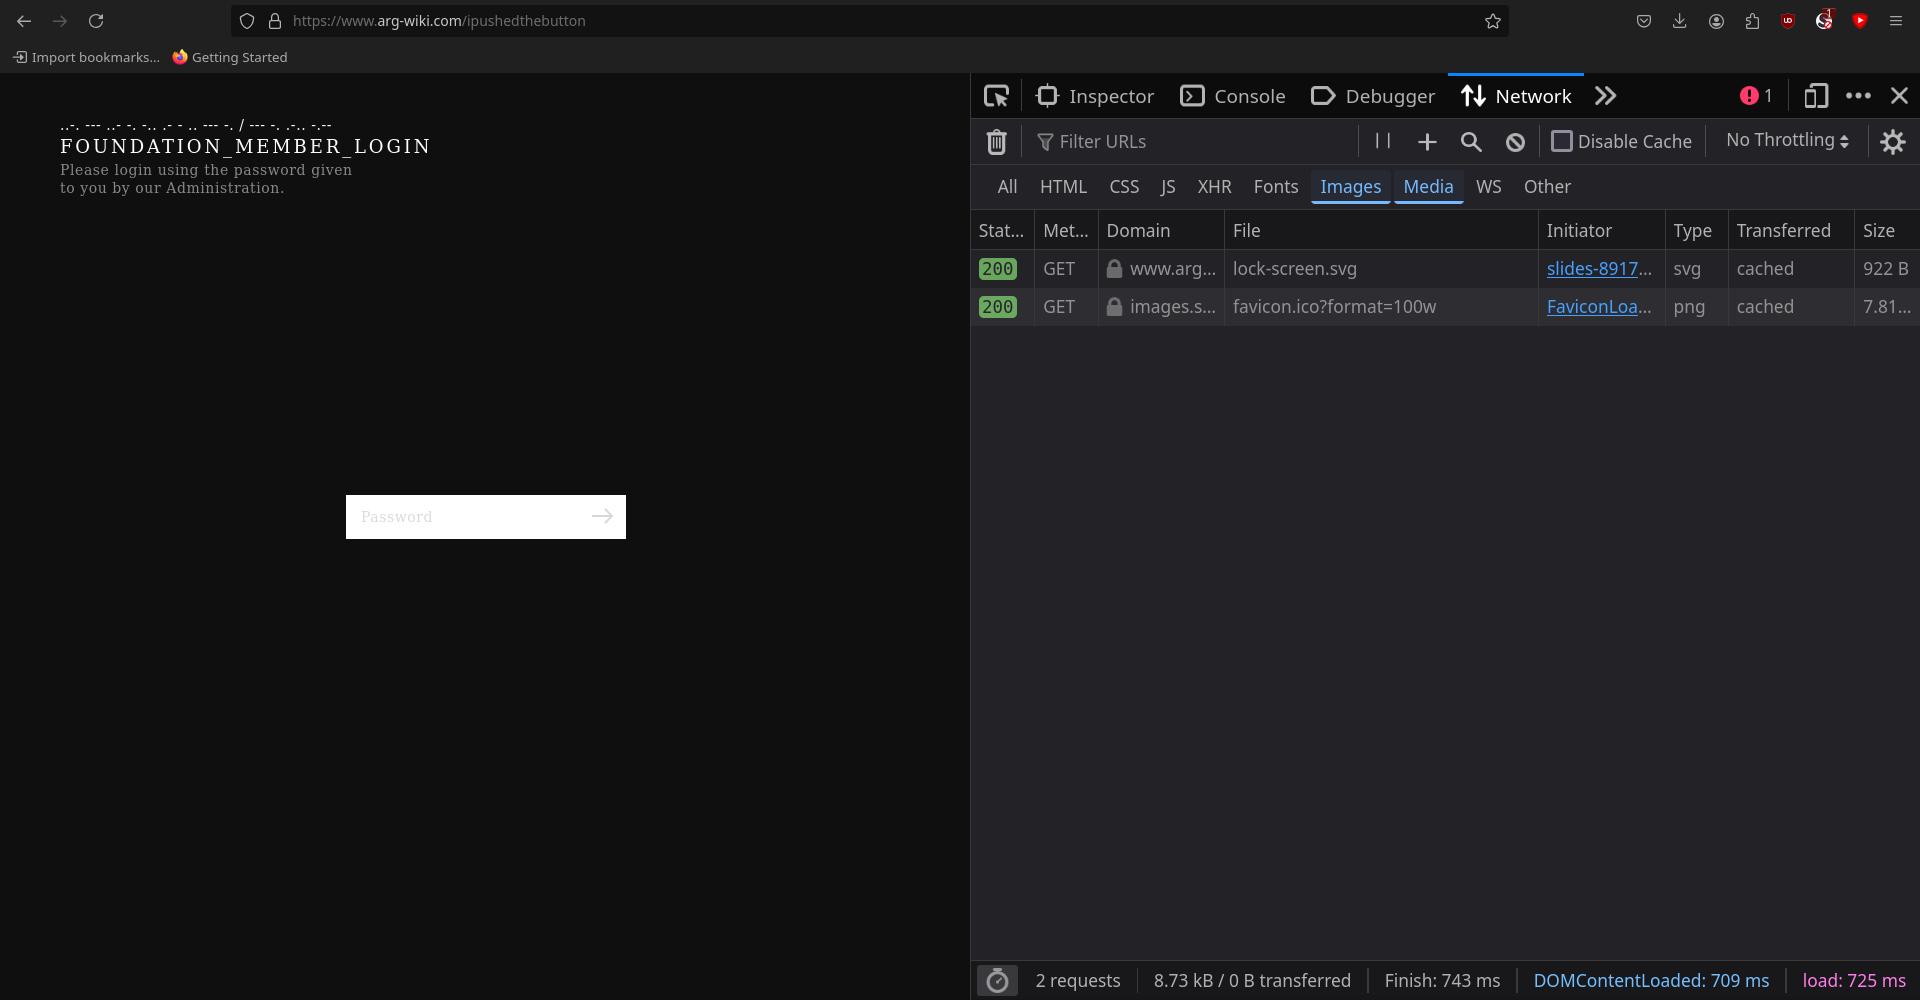 https://www.arg-wiki.com/ipushedthebutton
1
Import bookmarks...
Getting Started
..-. --- ..- -. -.. .- - .. --- -. / --- -. .-.. -.--
FOUNDATION_MEMBER_LOGIN
Please login using the password given
to you by our Administration.
Password
Inspector
Console
Debugger
Network
1
Filter URLs
Disable Cache
No Throttling
All HTML CSS JS XHR Fonts Images Media WS Other
Stat... Met... Domain File Initiator Type Transferred Size
200 GET www.arg... lock-screen.svg slides-8917... svg cached 922 B
200 GET images.s... favicon.ico?format=100w FaviconLoa... png cached 7.81...
2 requests 8.73 kB / 0 B transferred Finish: 743 ms DOMContentLoaded: 709 ms load: 725 ms